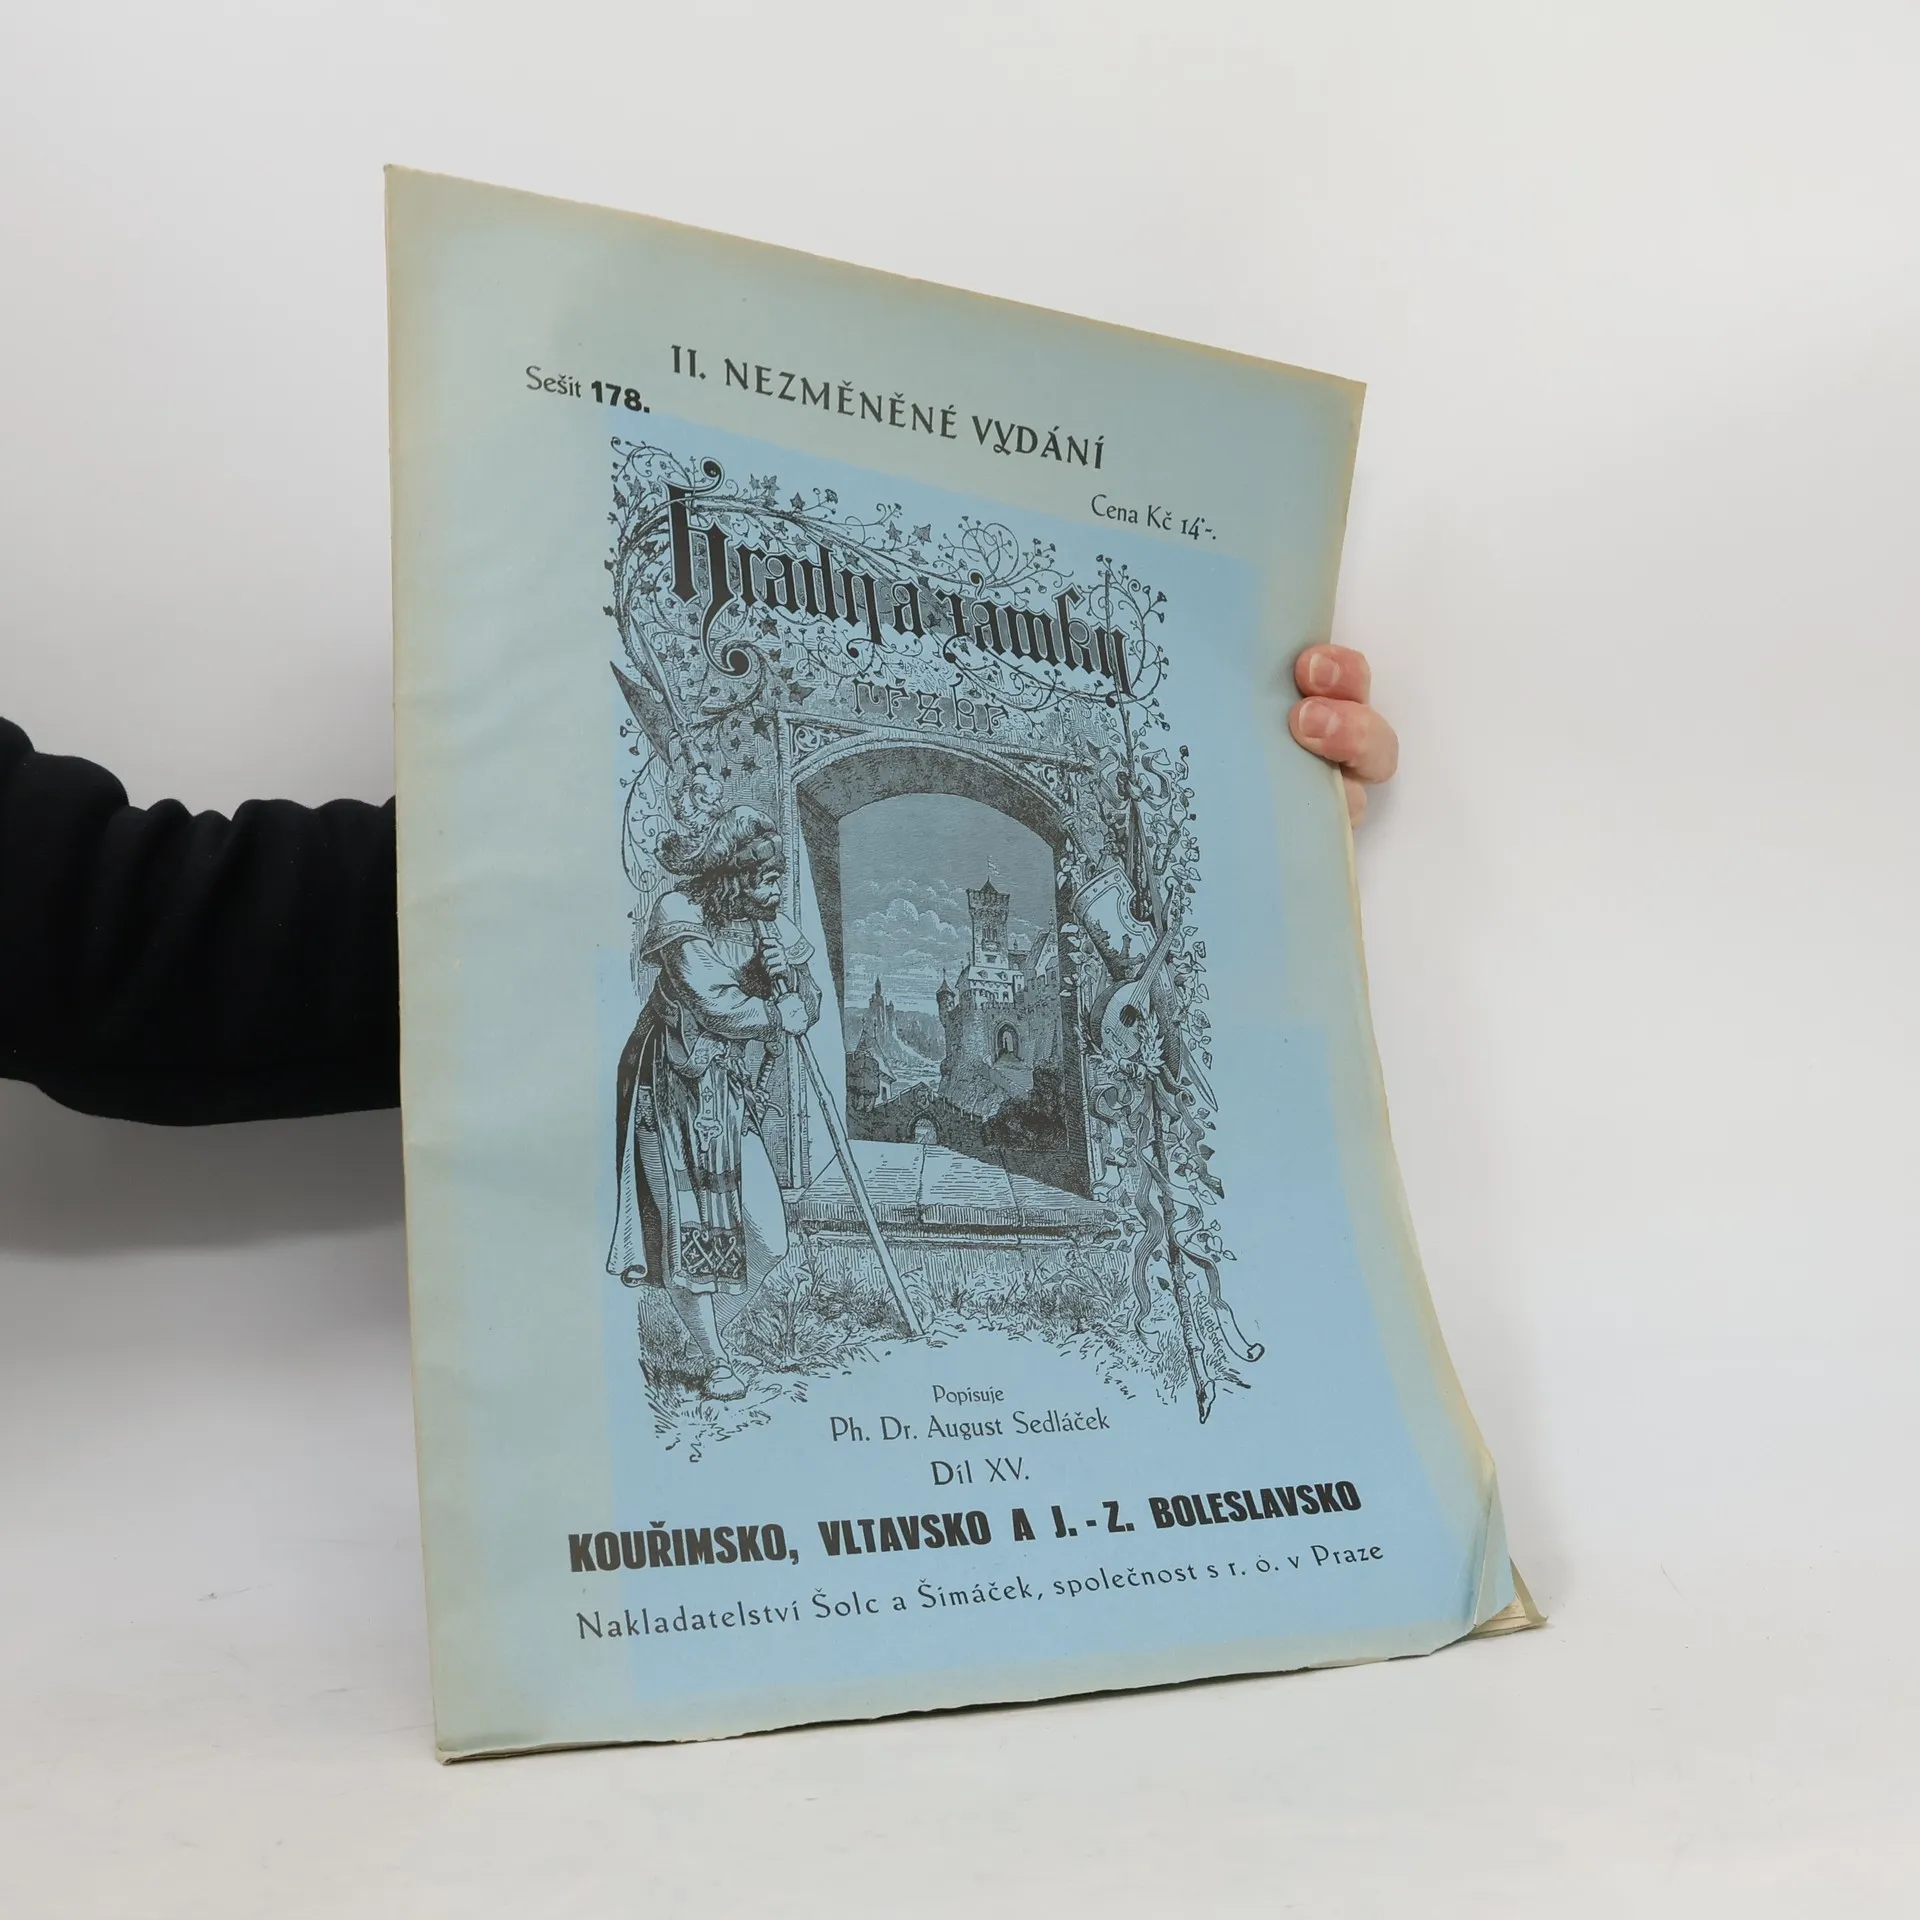 II. NEZMĚNĚNÉ VYDÁNÍ
Sešit 178.
Cena Kč 14·-.
Hrady a zámky
české
Popisuje
Ph. Dr. August Sedláček
Díl XV.
KOUŘIMSKO, VLTAVSKO A J.-Z. BOLESLAVSKO
Nakladatelství Šolc a Šimáček, společnost s r. o. v Praze